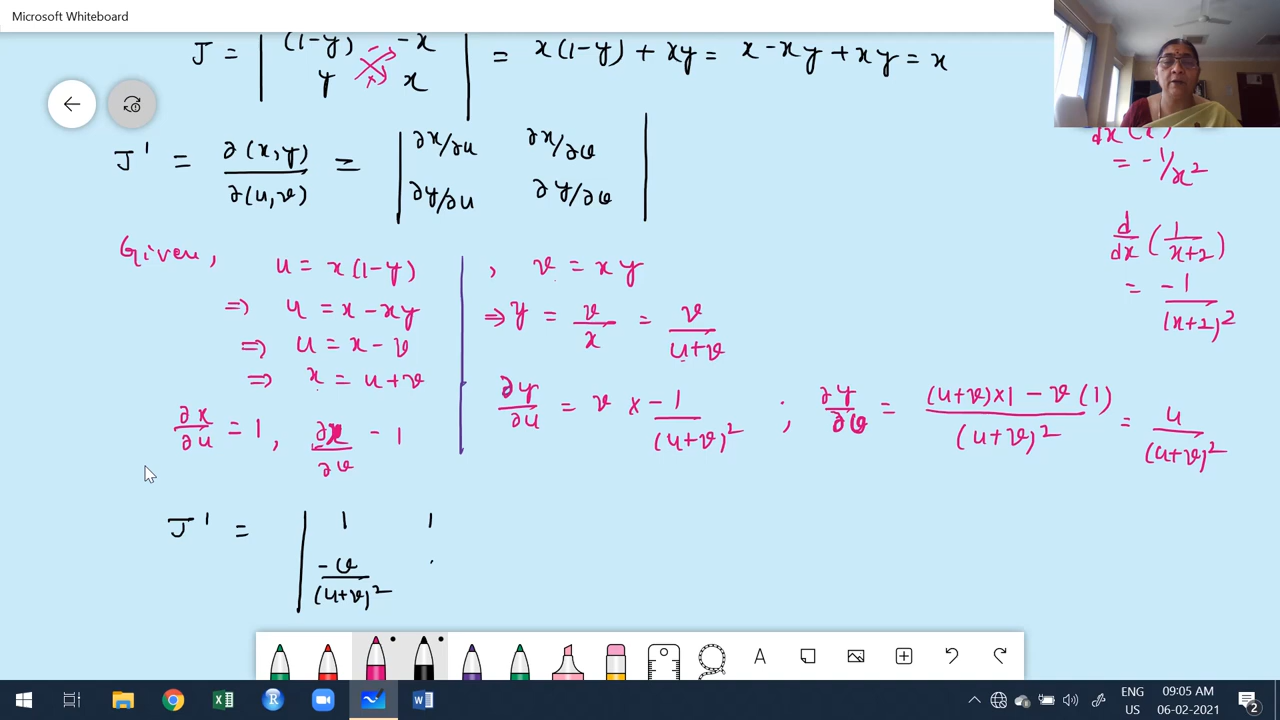 Microsoft Whiteboard
J = | (1-y) -x | = x(1-y) + xy = x - xy + xy = x
| y x |
= -1/x²
J' = ∂(x,y)/∂(u,v) = | ∂x/∂u ∂x/∂v |
| ∂y/∂u ∂y/∂v |
Given, u = x(1-y) , v = xy
⇒ u = x - xy ⇒ y = v/x = v/(u+v)
⇒ u = x - v
⇒ x = u+v
d/dx (1/(x+2))
= -1/(x+2)²
∂x/∂u = 1, ∂x/∂v - 1
∂y/∂u = v × -1/(u+v)² ; ∂y/∂v = ((u+v)×1 - v(1))/(u+v)² = u/(u+v)²
J' = | 1 1
| -v/(u+v)²
A
ENG
US
09:05 AM
06-02-2021
2